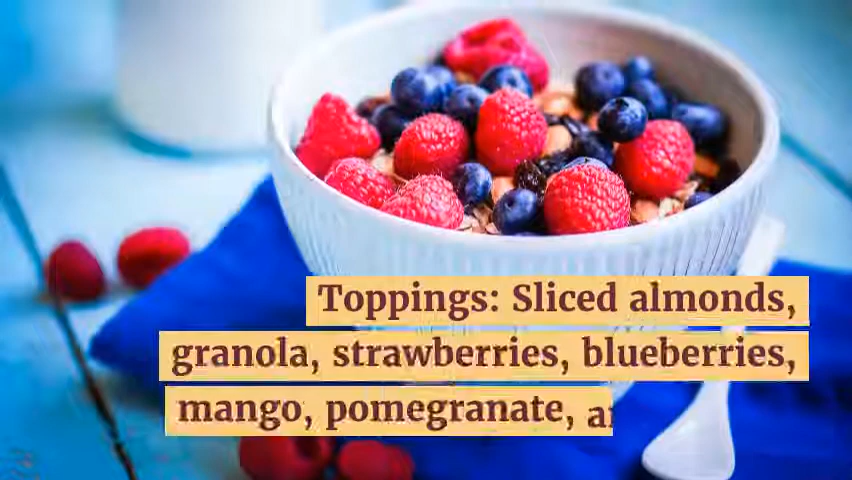 Toppings: Sliced almonds,
granola, strawberries, blueberries,
mango, pomegranate,